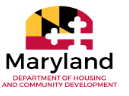 Maryland
DEPARTMENT OF HOUSING
AND COMMUNITY DEVELOPMENT